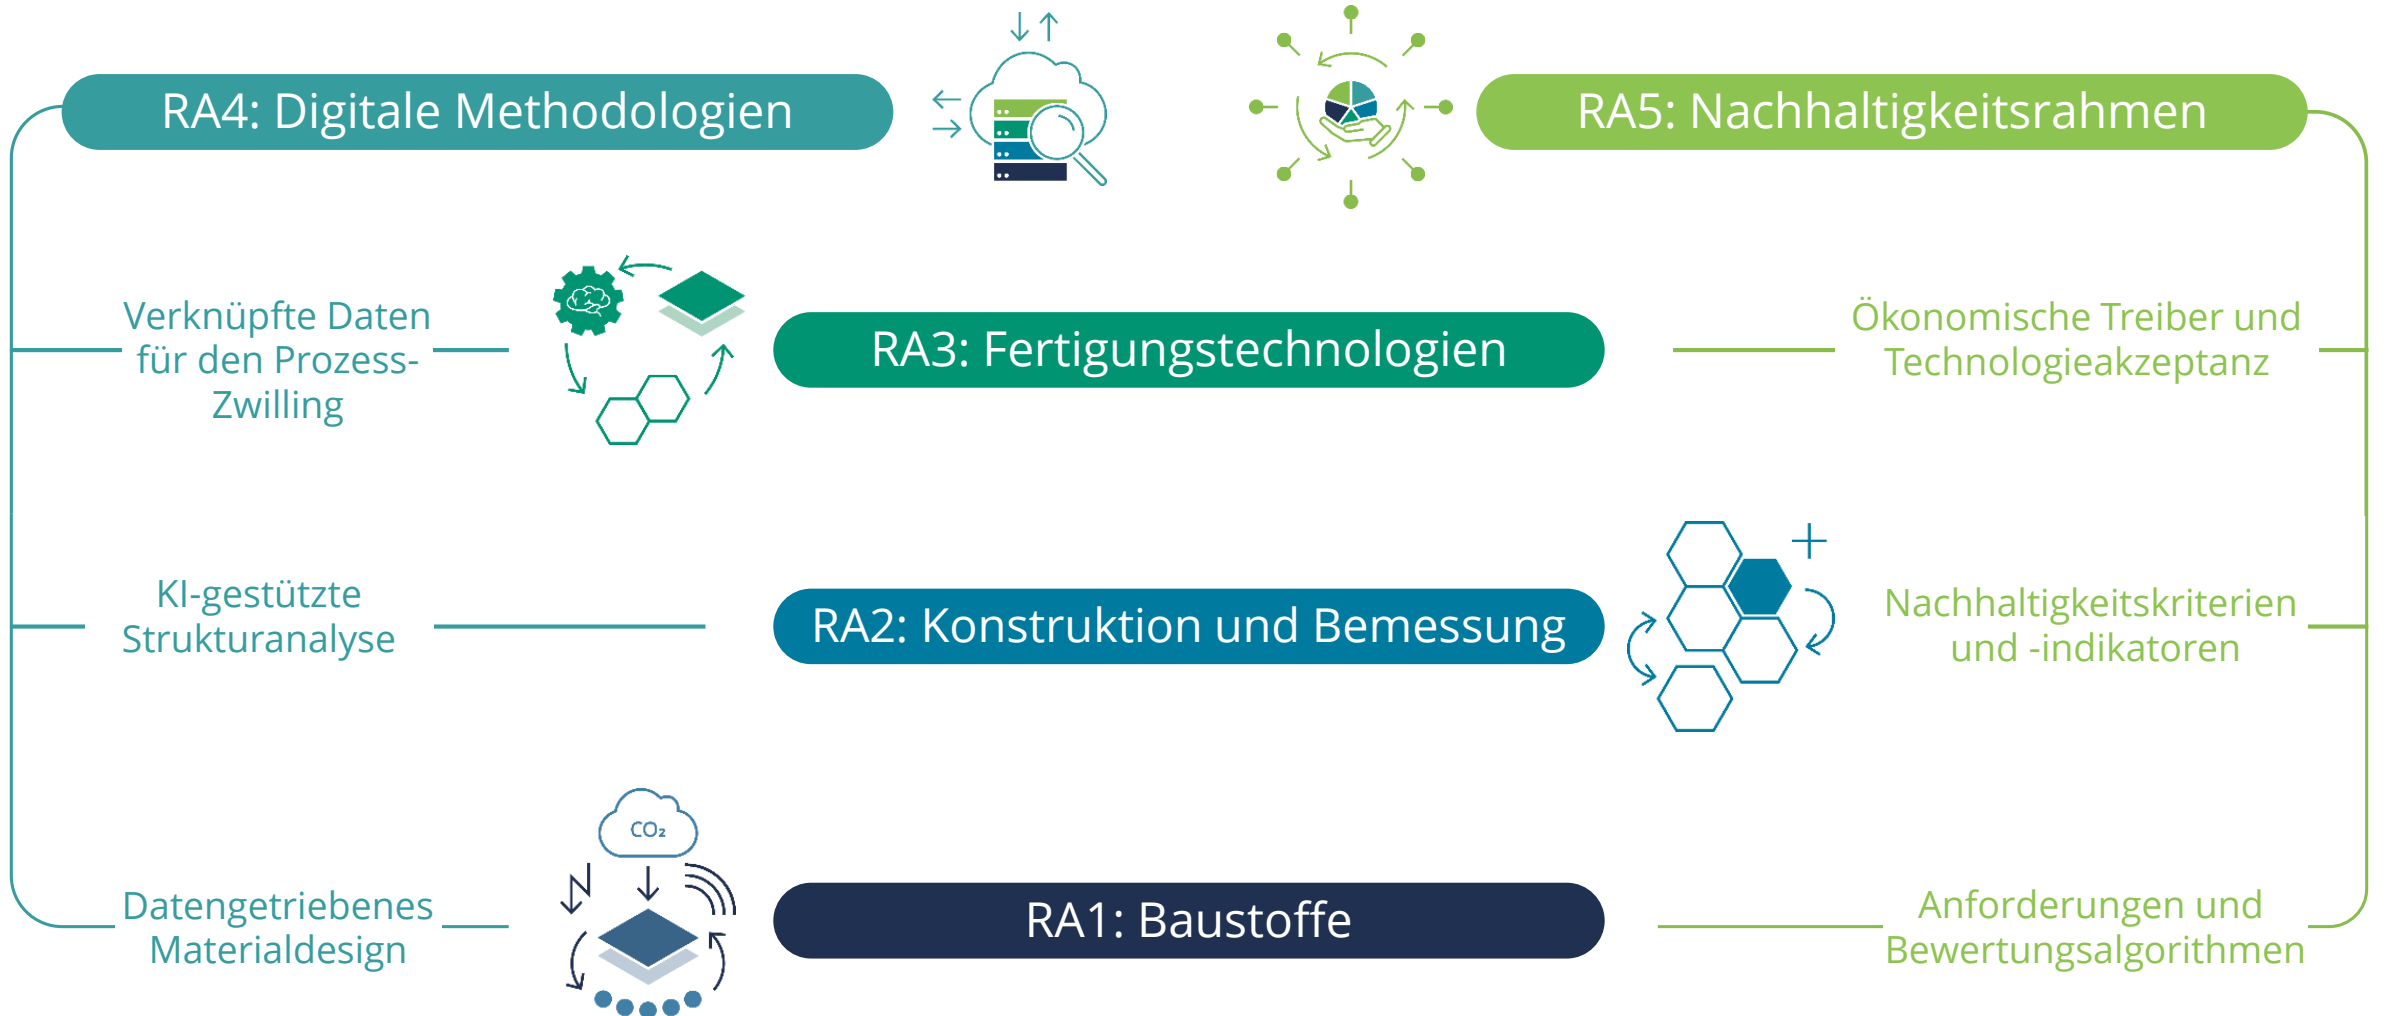 RA4: Digitale Methodologien
RA5: Nachhaltigkeitsrahmen
Verknüpfte Daten
für den Prozess-
Zwilling
RA3: Fertigungstechnologien
Ökonomische Treiber und
Technologieakzeptanz
KI-gestützte
Strukturanalyse
RA2: Konstruktion und Bemessung
Nachhaltigkeitskriterien
und -indikatoren
CO₂
Datengetriebenes
Materialdesign
RA1: Baustoffe
Anforderungen und
Bewertungsalgorithmen